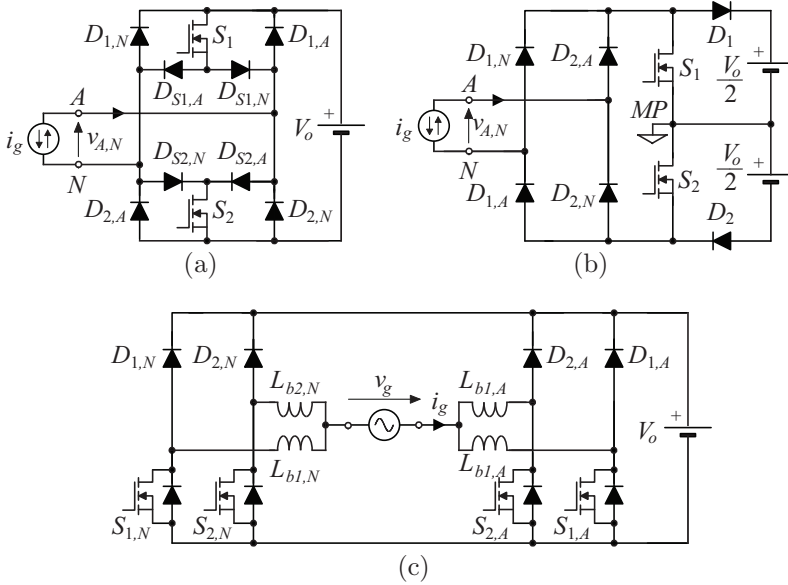 D1,N S1 D1,A
DS1,A DS1,N
A
ig vA,N Vo
N
DS2,N DS2,A
D2,A S2 D2,N
(a)
D1
D1,N D2,A S1 + Vo/2
A MP
ig vA,N
N
D1,A D2,N S2 + Vo/2
D2
(b)
D1,N D2,N D2,A D1,A
Lb2,N vg Lb1,A
ig
Vo +
Lb1,N Lb1,A
S1,N S2,N S2,A S1,A
(c)